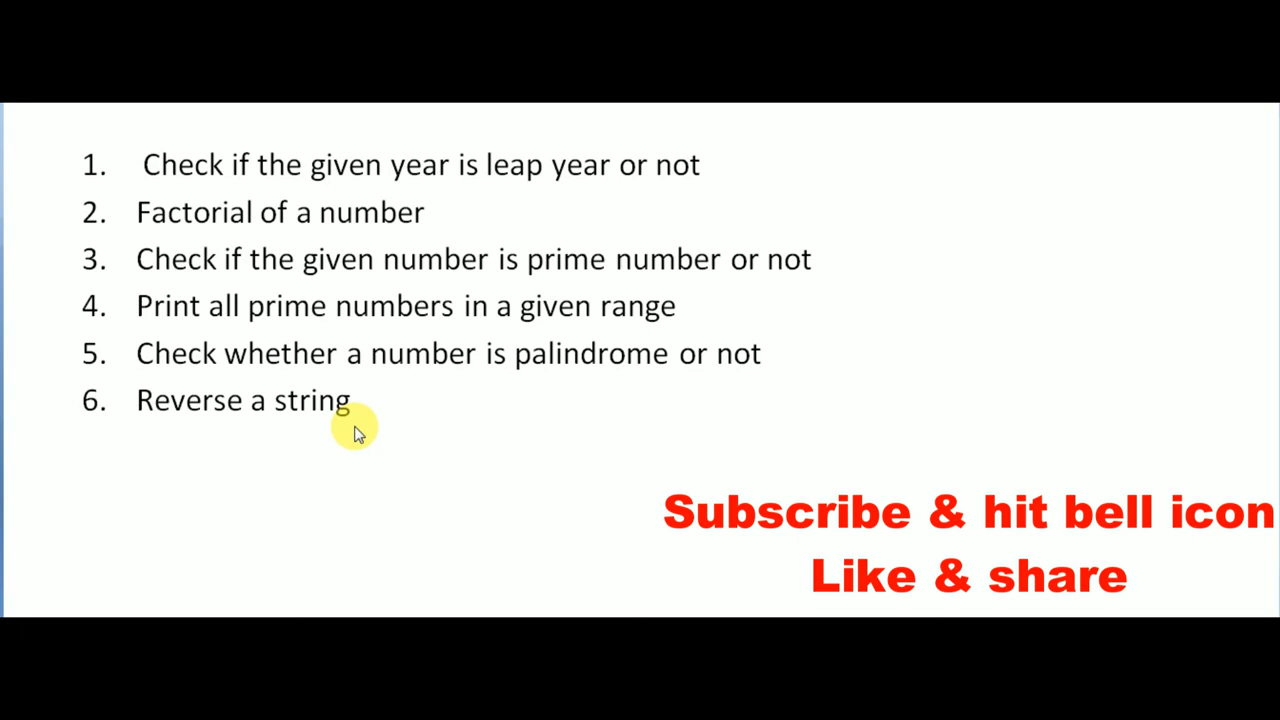 1. Check if the given year is leap year or not
2. Factorial of a number
3. Check if the given number is prime number or not
4. Print all prime numbers in a given range
5. Check whether a number is palindrome or not
6. Reverse a string
Subscribe & hit bell icon
Like & share